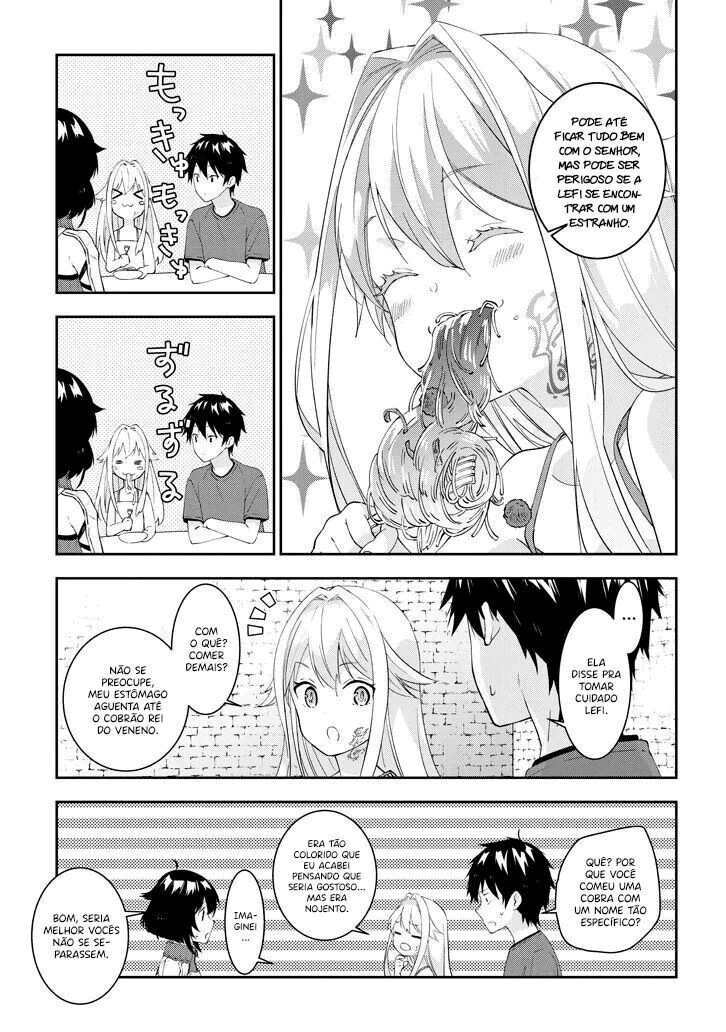 PODE ATÉ
FICAR TUDO BEM
COM O SENHOR,
MAS PODE SER
PERIGOSO SE A
LEFI SE ENCON-
TRAR COM UM
ESTRANHO.
もっきゅ
もっきゅ
ずるずる
...
ELA
DISSE PRA
TOMAR
CUIDADO
LEFI.
COM
O QUÊ?
COMER
DEMAIS?
NÃO SE
PREOCUPE,
MEU ESTÔMAGO
AGUENTA ATÉ
O COBRÃO REI
DO VENENO.
QUÊ? POR
QUE VOCÊ
COMEU UMA
COBRA COM
UM NOME TÃO
ESPECÍFICO?
ERA TÃO
COLORIDO QUE
EU ACABEI
PENSANDO QUE
SERIA GOSTOSO...
MAS ERA
NOJENTO.
IMA-
GINEI
...
BOM, SERIA
MELHOR VOCÊS
NÃO SE SE-
PARASSEM.